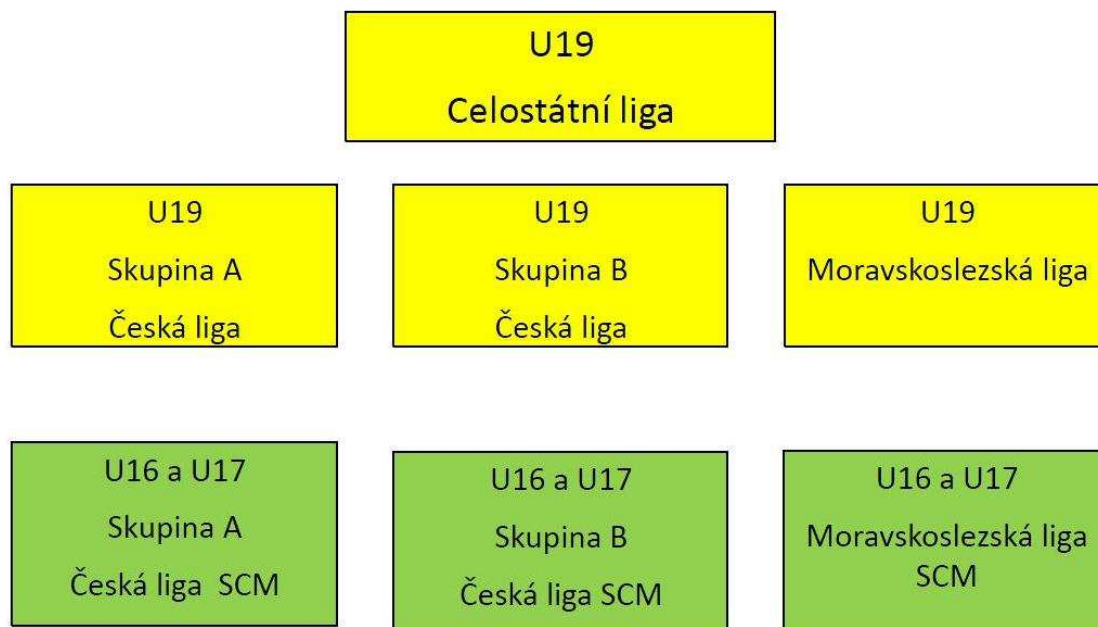 U19
Celostátní liga
U19
Skupina A
Česká liga
U19
Skupina B
Česká liga
U19
Moravskoslezská liga
U16 a U17
Skupina A
Česká liga  SCM
U16 a U17
Skupina B
Česká liga SCM
U16 a U17
Moravskoslezská liga
SCM